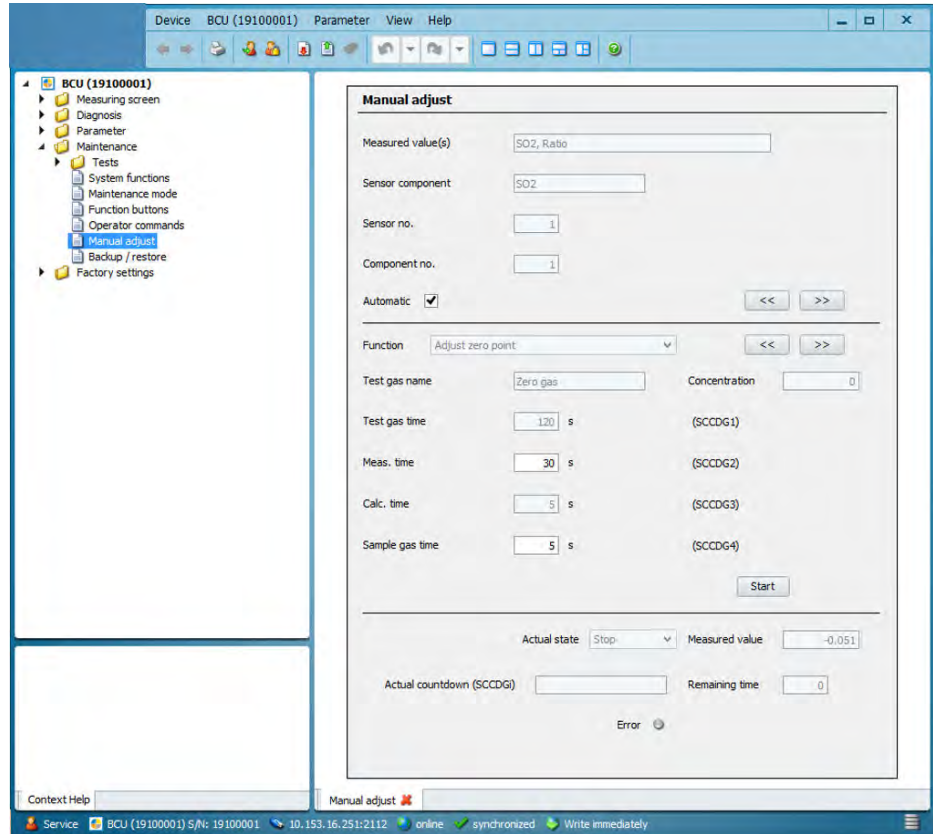 Device BCU (19100001) Parameter View Help
BCU (19100001)
Measuring screen
Diagnosis
Parameter
Maintenance
Tests
System functions
Maintenance mode
Function buttons
Operator commands
Manual adjust
Backup / restore
Factory settings
Context Help
Manual adjust
Measured value(s) SO2, Ratio
Sensor component SO2
Sensor no. 1
Component no. 1
Automatic << >>
Function Adjust zero point << >>
Test gas name Zero gas Concentration 0
Test gas time 120 s (SCCDG1)
Meas. time 30 s (SCCDG2)
Calc. time 5 s (SCCDG3)
Sample gas time 5 s (SCCDG4)
Start
Actual state Stop Measured value -0.051
Actual countdown (SCCDGi) Remaining time 0
Error
Manual adjust
Service BCU (19100001) S/N: 19100001 10.153.16.251:2112 online synchronized Write immediately